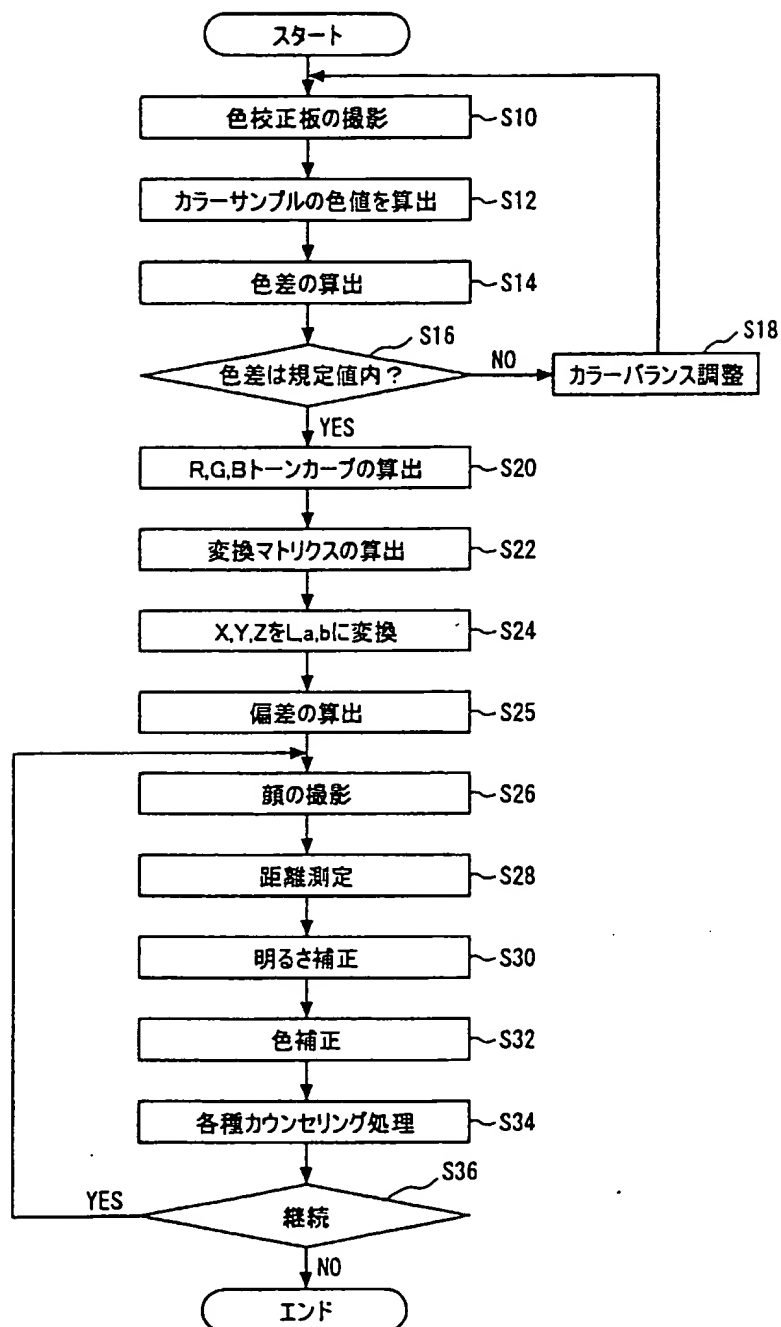 スタート
色校正板の撮影
S10
カラーサンプルの色値を算出
S12
色差の算出
S14
S16
色差は規定値内?
NO
S18
カラーバランス調整
YES
R,G,Bトーンカーブの算出
S20
変換マトリクスの算出
S22
X,Y,ZをL,a,bに変換
S24
偏差の算出
S25
顔の撮影
S26
距離測定
S28
明るさ補正
S30
色補正
S32
各種カウンセリング処理
S34
S36
YES
継続
NO
エンド